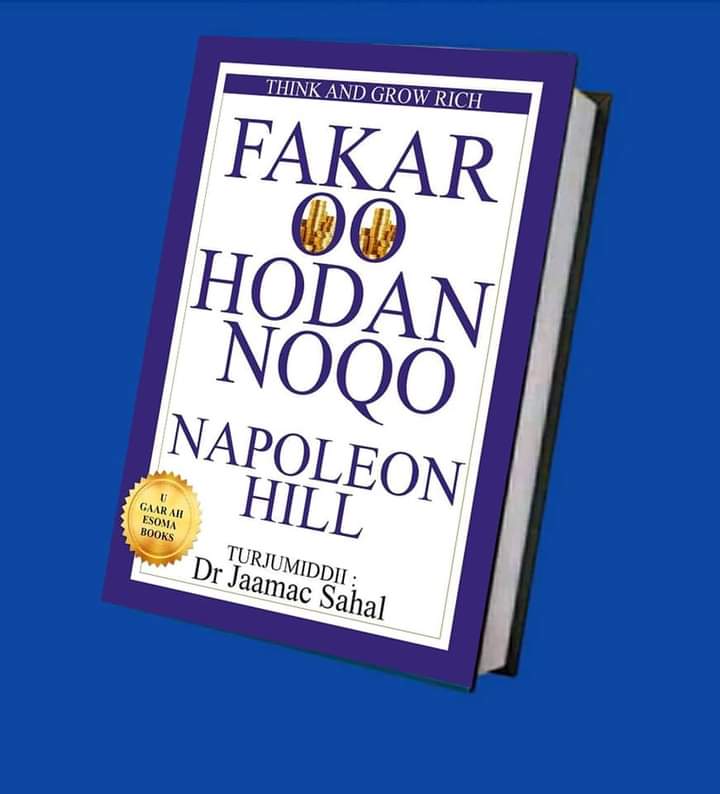 THINK AND GROW RICH
FAKAR
OO
HODAN
NOQO
NAPOLEON
HILL
U
GAAR AH
ESOMA
BOOKS
TURJUMIDDII :
Dr Jaamac Sahal